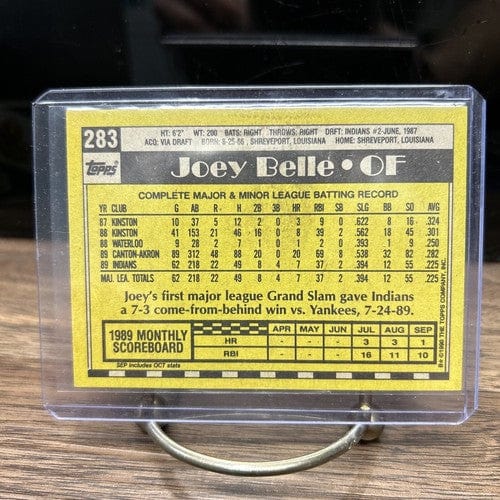 283
HT: 6'2" WT: 200 BATS: RIGHT THROWS: RIGHT DRFT: INDIANS #2-JUNE, 1987
ACQ: VIA DRAFT BORN: 8-25-66, SHREVEPORT, LOUISIANA HOME: SHREVEPORT, LOUISIANA
Topps
Joey Belle • OF
COMPLETE MAJOR & MINOR LEAGUE BATTING RECORD
YR CLUB G AB R H 2B 3B HR RBI SB SLG BB SO AVG
87 KINSTON 10 37 5 12 2 0 3 9 0 .622 8 16 .324
88 KINSTON 41 153 21 46 16 0 8 39 2 .562 18 45 .301
88 WATERLOO 9 28 2 7 1 0 1 2 0 .393 1 9 .250
89 CANTON-AKRON 89 312 48 88 20 0 20 69 8 .538 32 82 .282
89 INDIANS 62 218 22 49 8 4 7 37 2 .394 12 55 .225
MAJ. LEA. TOTALS 62 218 22 49 8 4 7 37 2 .394 12 55 .225
Joey's first major league Grand Slam gave Indians
a 7-3 come-from-behind win vs. Yankees, 7-24-89.
1989 MONTHLY
SCOREBOARD
APR MAY JUN JUL AUG SEP
HR - - - 3 3 1
RBI - - - 16 11 10
SEP includes OCT stats
©1990 THE TOPPS COMPANY, INC.